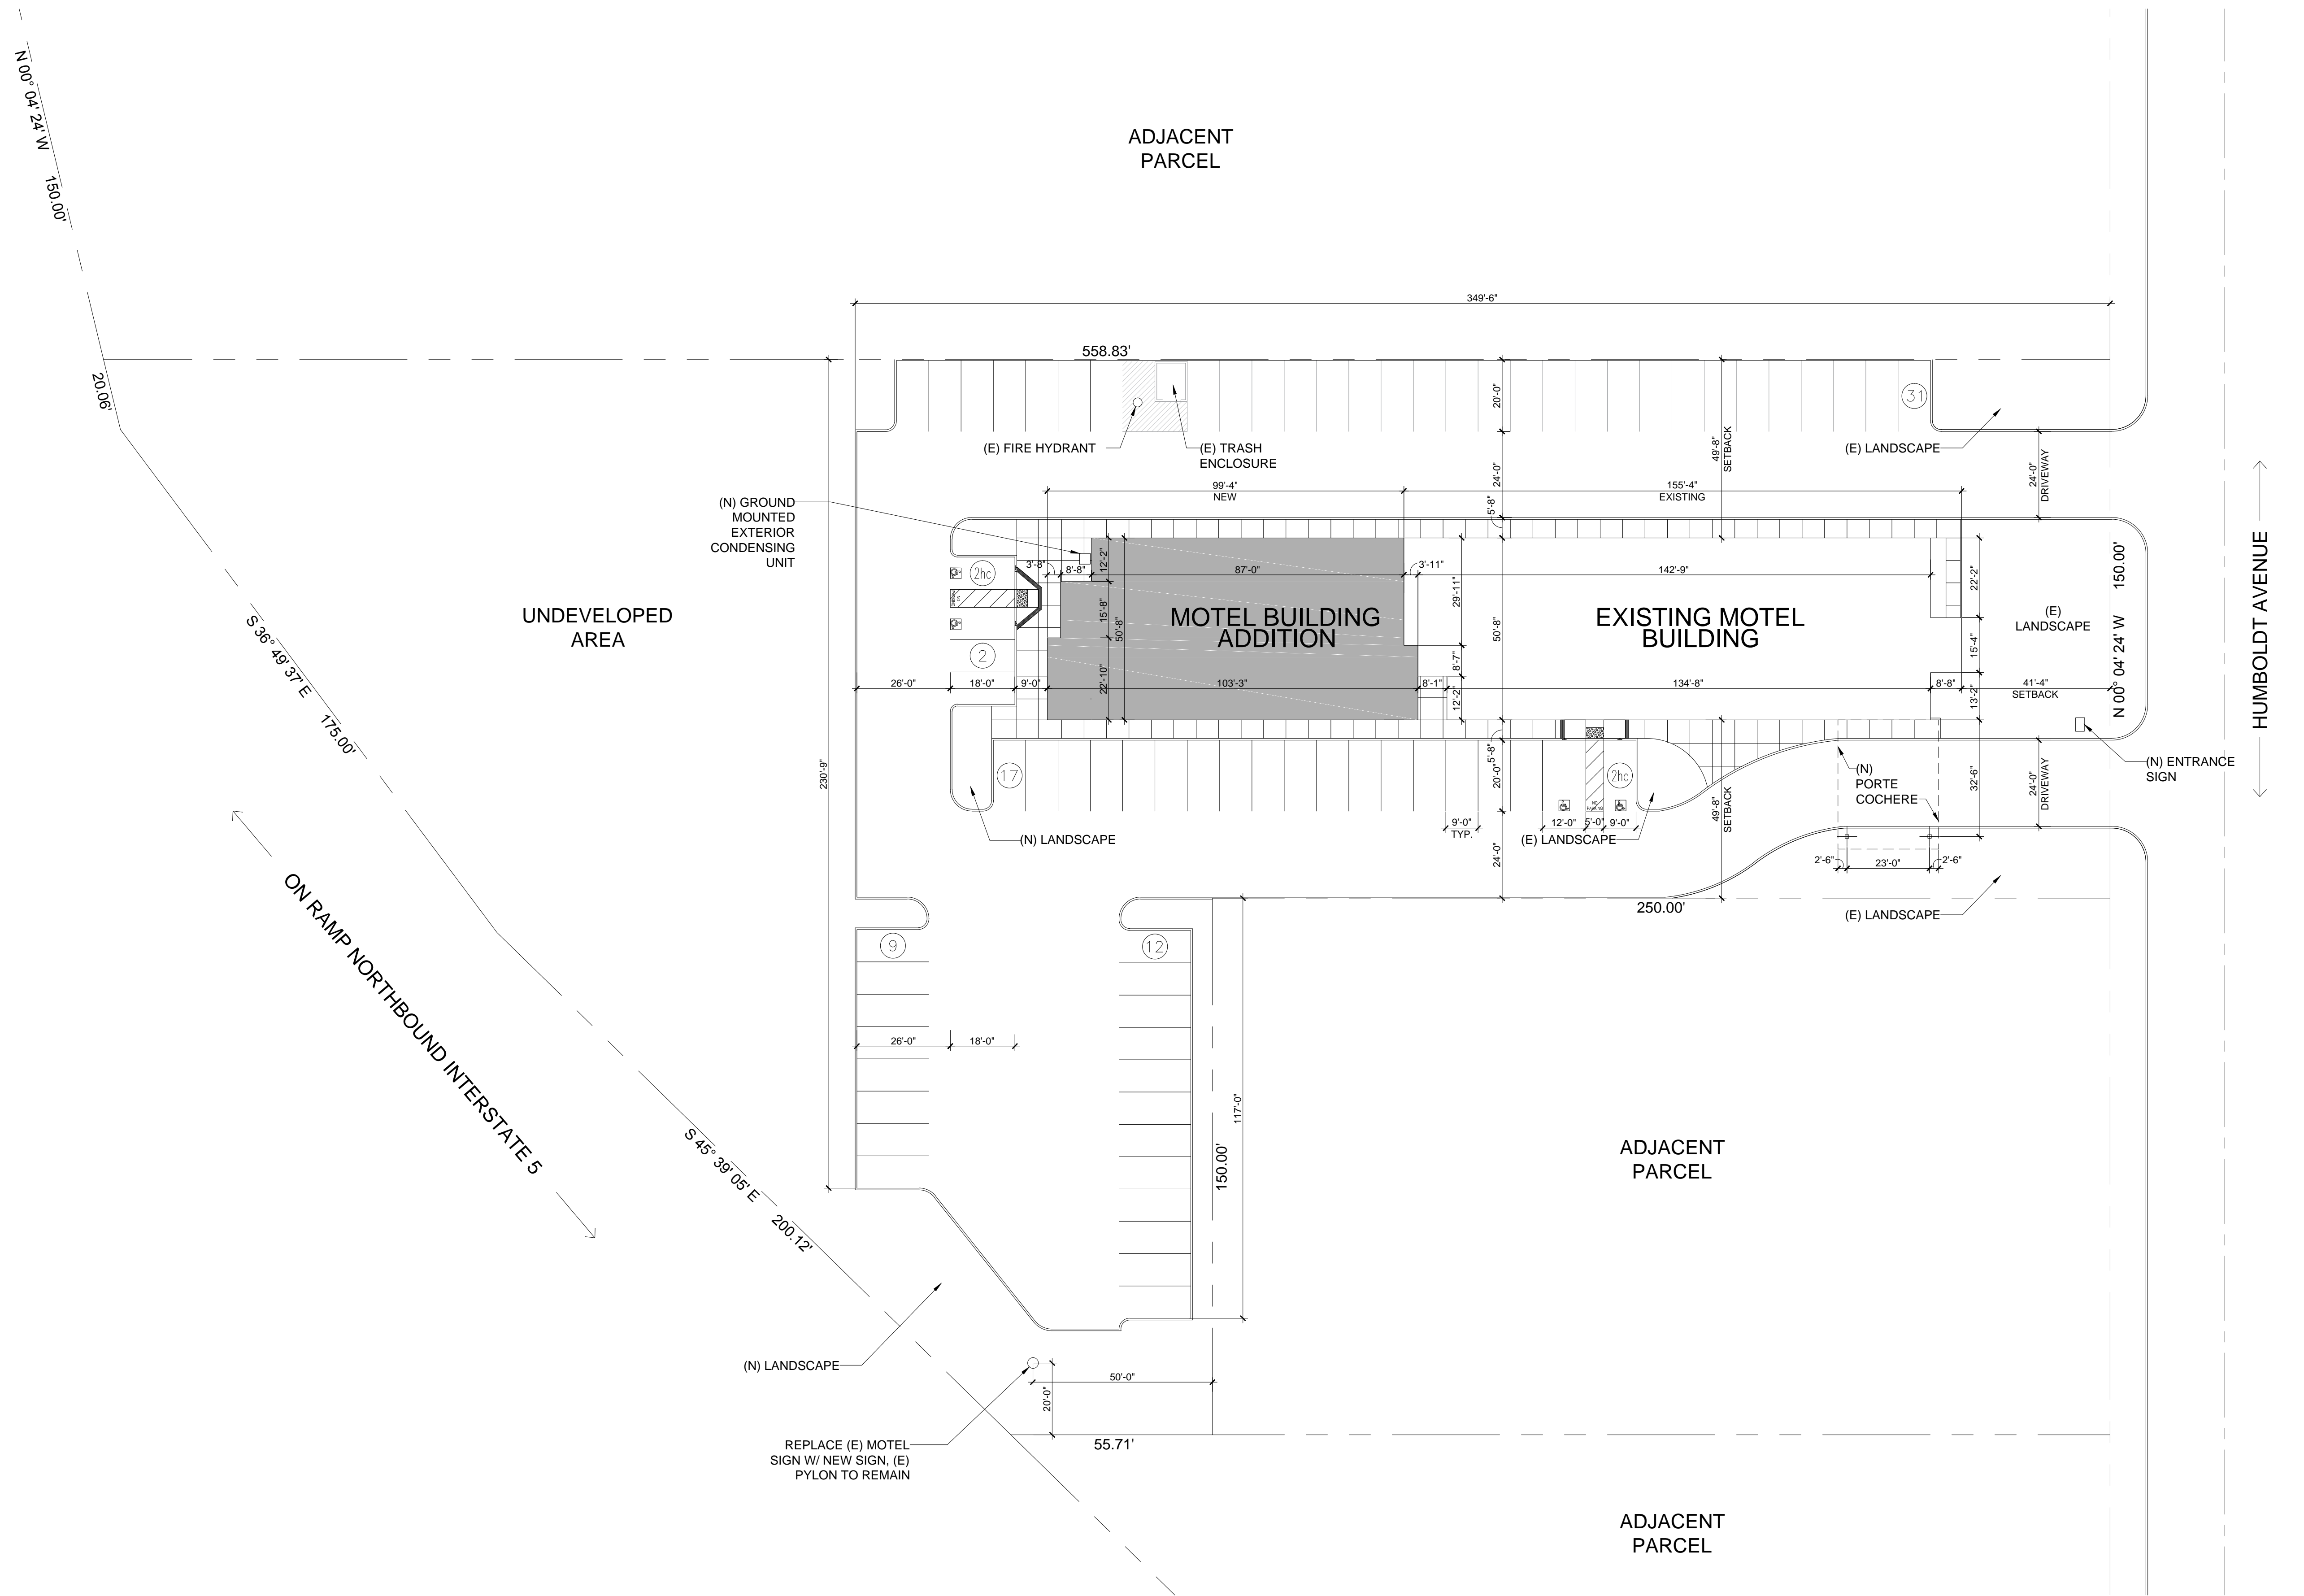 N 00° 04' 24' W 150.00'
ADJACENT
PARCEL
349'-6"
558.83'
20.06'
20'-0"
31
(E) FIRE HYDRANT
(E) TRASH
ENCLOSURE
49'-8"
SETBACK
(E) LANDSCAPE
24'-0"
24'-0"
DRIVEWAY
99'-4"
NEW
155'-4"
EXISTING
5'-8"
(N) GROUND
MOUNTED
EXTERIOR
CONDENSING
UNIT
2hc
NO
PARKING
3'-8"
8'-8"
12'-2"
87'-0"
3'-11"
142'-9"
29'-11"
22'-2"
15'-8"
50'-8"
MOTEL BUILDING
ADDITION
50'-8"
EXISTING MOTEL
BUILDING
(E)
LANDSCAPE
N 00° 04' 24' W 150.00'
HUMBOLDT AVENUE
UNDEVELOPED
AREA
S 36° 49' 37' E 175.00'
2
8'-7"
15'-4"
26'-0"
18'-0"
9'-0"
22'-10"
103'-3"
8'-1"
12'-2"
134'-8"
8'-8"
13'-2"
41'-4"
SETBACK
230'-9"
17
5'-8"
20'-0"
2hc
NO
PARKING
(N)
PORTE
COCHERE
32'-6"
24'-0"
DRIVEWAY
(N) ENTRANCE
SIGN
(N) LANDSCAPE
9'-0"
TYP.
12'-0"
5'-0"
9'-0"
(E) LANDSCAPE
49'-8"
SETBACK
24'-0"
2'-6"
23'-0"
2'-6"
250.00'
(E) LANDSCAPE
ON RAMP NORTHBOUND INTERSTATE 5
9
12
26'-0"
18'-0"
117'-0"
150.00'
S 45° 39' 05' E 200.12'
ADJACENT
PARCEL
(N) LANDSCAPE
50'-0"
20'-0"
REPLACE (E) MOTEL
SIGN W/ NEW SIGN, (E)
PYLON TO REMAIN
55.71'
ADJACENT
PARCEL